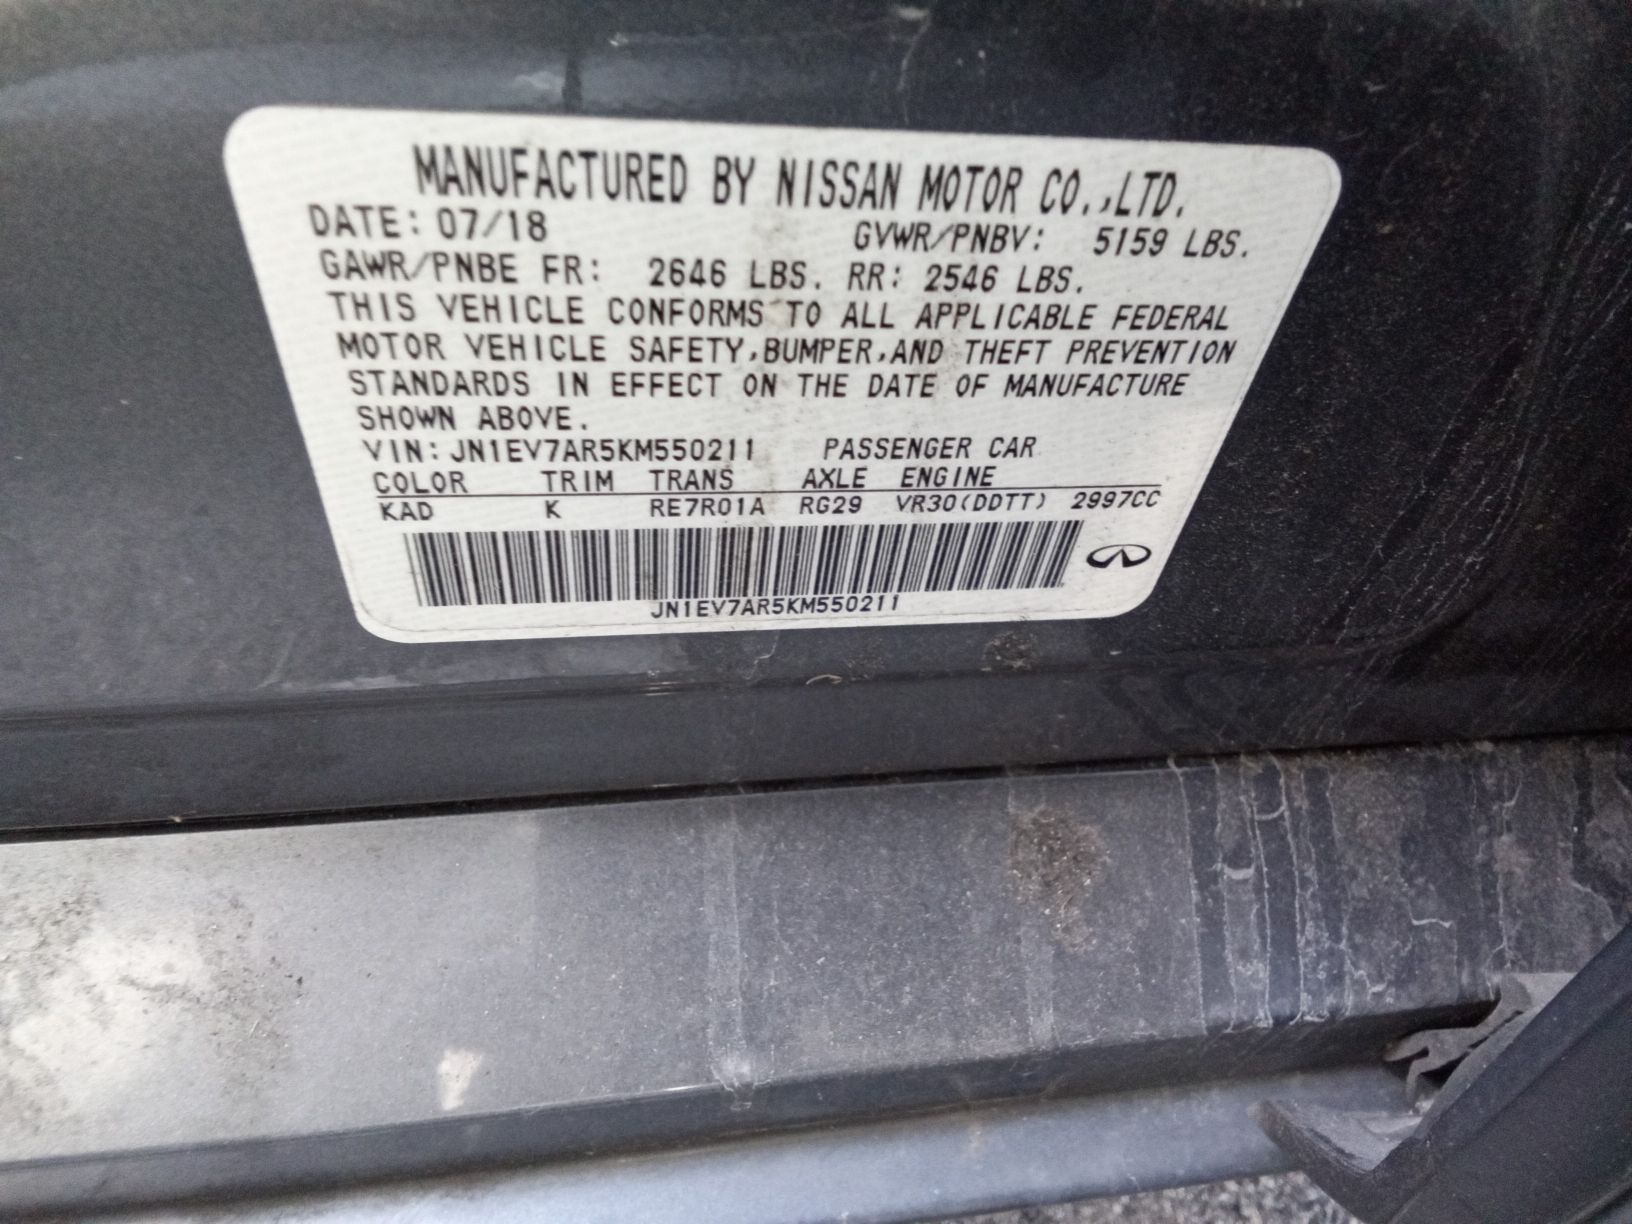 MANUFACTURED BY NISSAN MOTOR CO.,LTD.
DATE: 07/18 GVWR/PNBV: 5159 LBS.
GAWR/PNBE FR: 2646 LBS. RR: 2546 LBS.
THIS VEHICLE CONFORMS TO ALL APPLICABLE FEDERAL
MOTOR VEHICLE SAFETY,BUMPER,AND THEFT PREVENTION
STANDARDS IN EFFECT ON THE DATE OF MANUFACTURE
SHOWN ABOVE.
VIN: JN1EV7AR5KM550211 PASSENGER CAR
COLOR TRIM TRANS AXLE ENGINE
KAD K RE7R01A RG29 VR30(DDTT) 2997CC
JN1EV7AR5KM550211